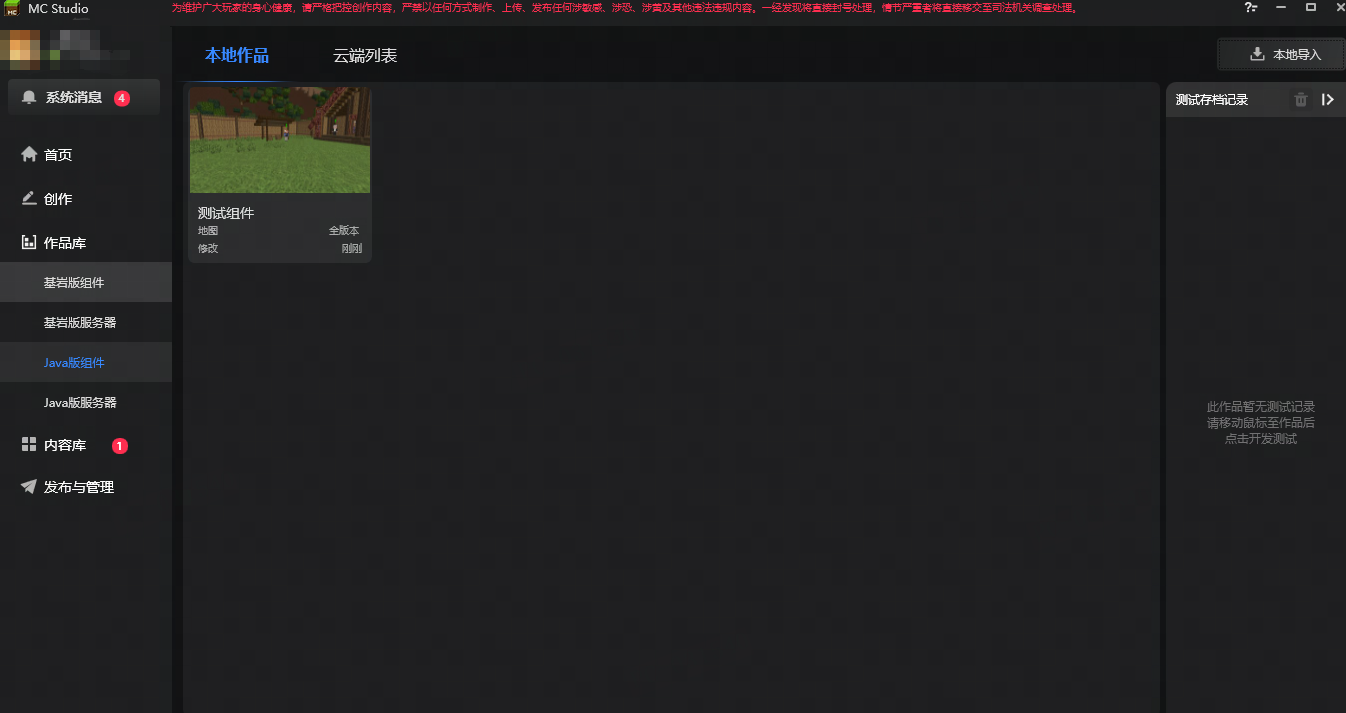 MC Studio
为维护广大玩家的身心健康，请严格把控创作内容，严禁以任何方式制作、上传、发布任何涉敏感、涉恐、涉黄及其他违法违规内容。一经发现将直接封号处理，情节严重者将直接移交至司法机关调查处理。
本地作品
云端列表
本地导入
系统消息 4
首页
创作
作品库
基岩版组件
基岩版服务器
Java版组件
Java版服务器
内容库 1
发布与管理
测试组件
地图 全版本
修改 刚刚
测试存档记录
此作品暂无测试记录
请移动鼠标至作品后
点击开发测试